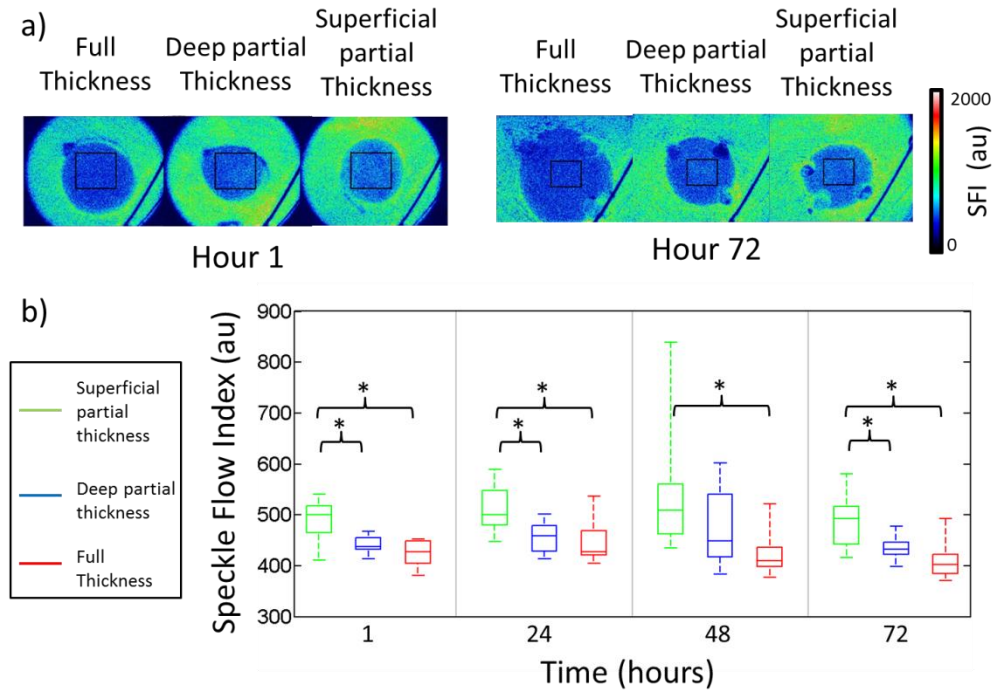 a)
Full
Thickness
Deep partial
Thickness
Superficial
partial
Thickness
Full
Thickness
Deep partial
Thickness
Superficial
partial
Thickness
2000
SFI (au)
0
Hour 1
Hour 72
b)
Superficial
partial
thickness
Deep partial
thickness
Full
Thickness
Speckle Flow Index (au)
900
800
700
600
500
400
300
*
*
*
*
*
*
*
1
24
48
72
Time (hours)